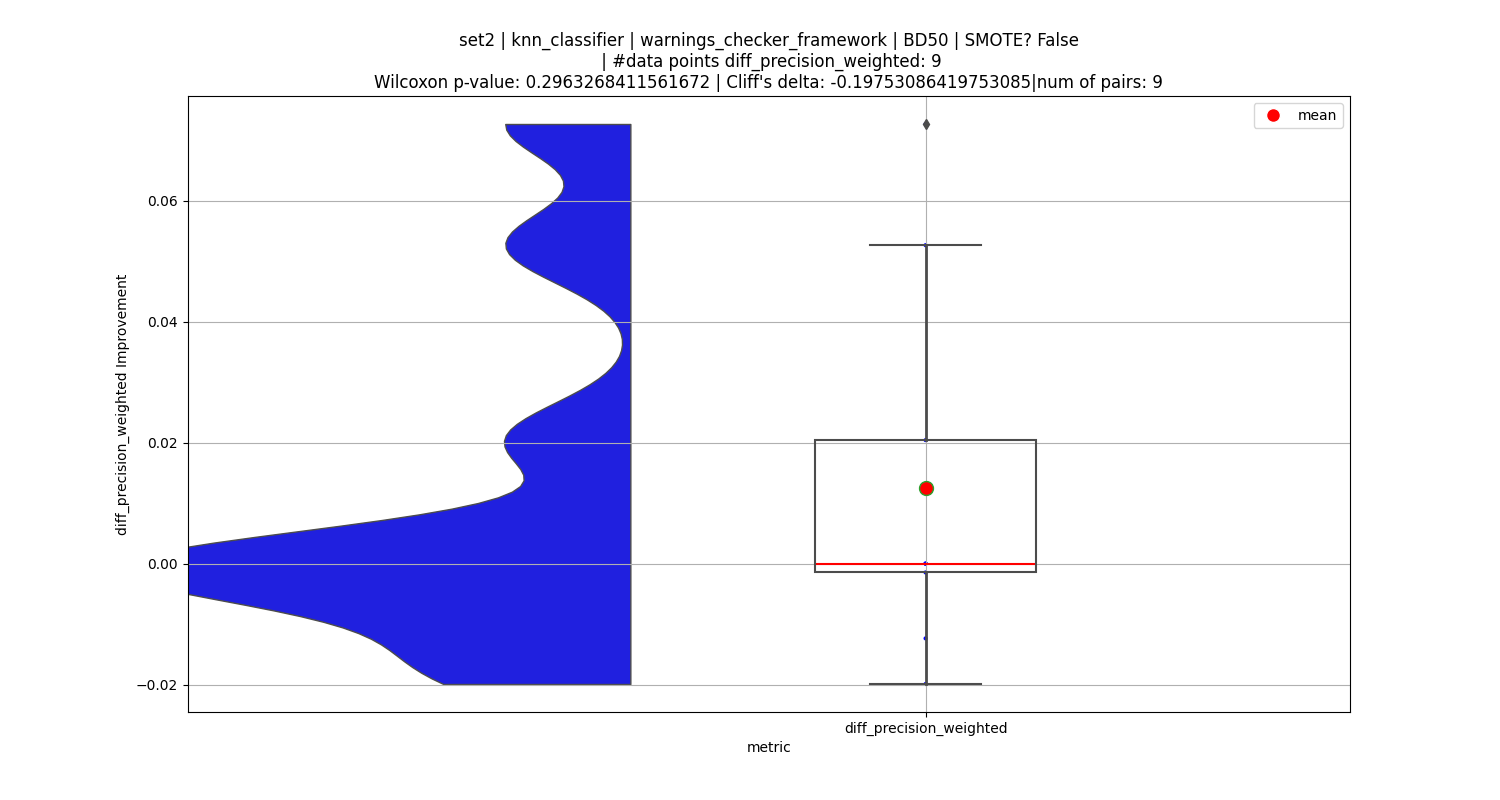 set2 | knn_classifier | warnings_checker_framework | BD50 | SMOTE? False
| #data points diff_precision_weighted: 9
Wilcoxon p-value: 0.2963268411561672 | Cliff's delta: -0.19753086419753085|num of pairs: 9
mean
0.06
0.04
0.02
0.00
−0.02
diff_precision_weighted Improvement
diff_precision_weighted
metric